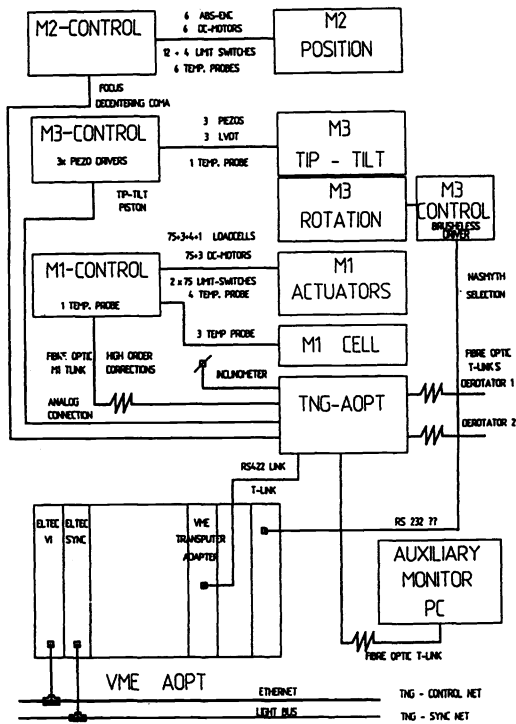 M2-CONTROL
6 ABS-ENC
6 DC-MOTORS
12 + 4 LIMIT SWITCHES
6 TEMP. PROBES
M2
POSITION
FOCUS
DECENTERING COMA
M3-CONTROL
3x PIEZO DRIVERS
3 PIEZOS
3 LVDT
1 TEMP. PROBE
M3
TIP - TILT
M3
ROTATION
M3
CONTROL
BRUSHELESS
DRIVER
TIP-TILT
PISTON
75+3+4+1 LOADCELLS
75+3 DC-MOTORS
2 x 75 LIMIT-SWITCHES
4 TEMP. PROBE
M1-CONTROL
1 TEMP. PROBE
M1
ACTUATORS
NASMYTH
SELECTION
3 TEMP PROBE
M1 CELL
FIBRE OPTIC
M1 TLINK
HIGH ORDER
CORRECTIONS
INCLINOMETER
FIBRE OPTIC
T-LINKS
DEROTATOR 1
ANALOG
CONNECTION
TNG-AOPT
DEROTATOR 2
RS422 LINK
T-LINK
ELTEC
VI
ELTEC
SYNC
VME
TRANSPUTER
ADAPTER
RS 232 ??
AUXILIARY
MONITOR
PC
FIBRE OPTIC T-LINK
VME AOPT
ETHERNET
TNG - CONTROL NET
LIGHT BUS
TNG - SYNC NET